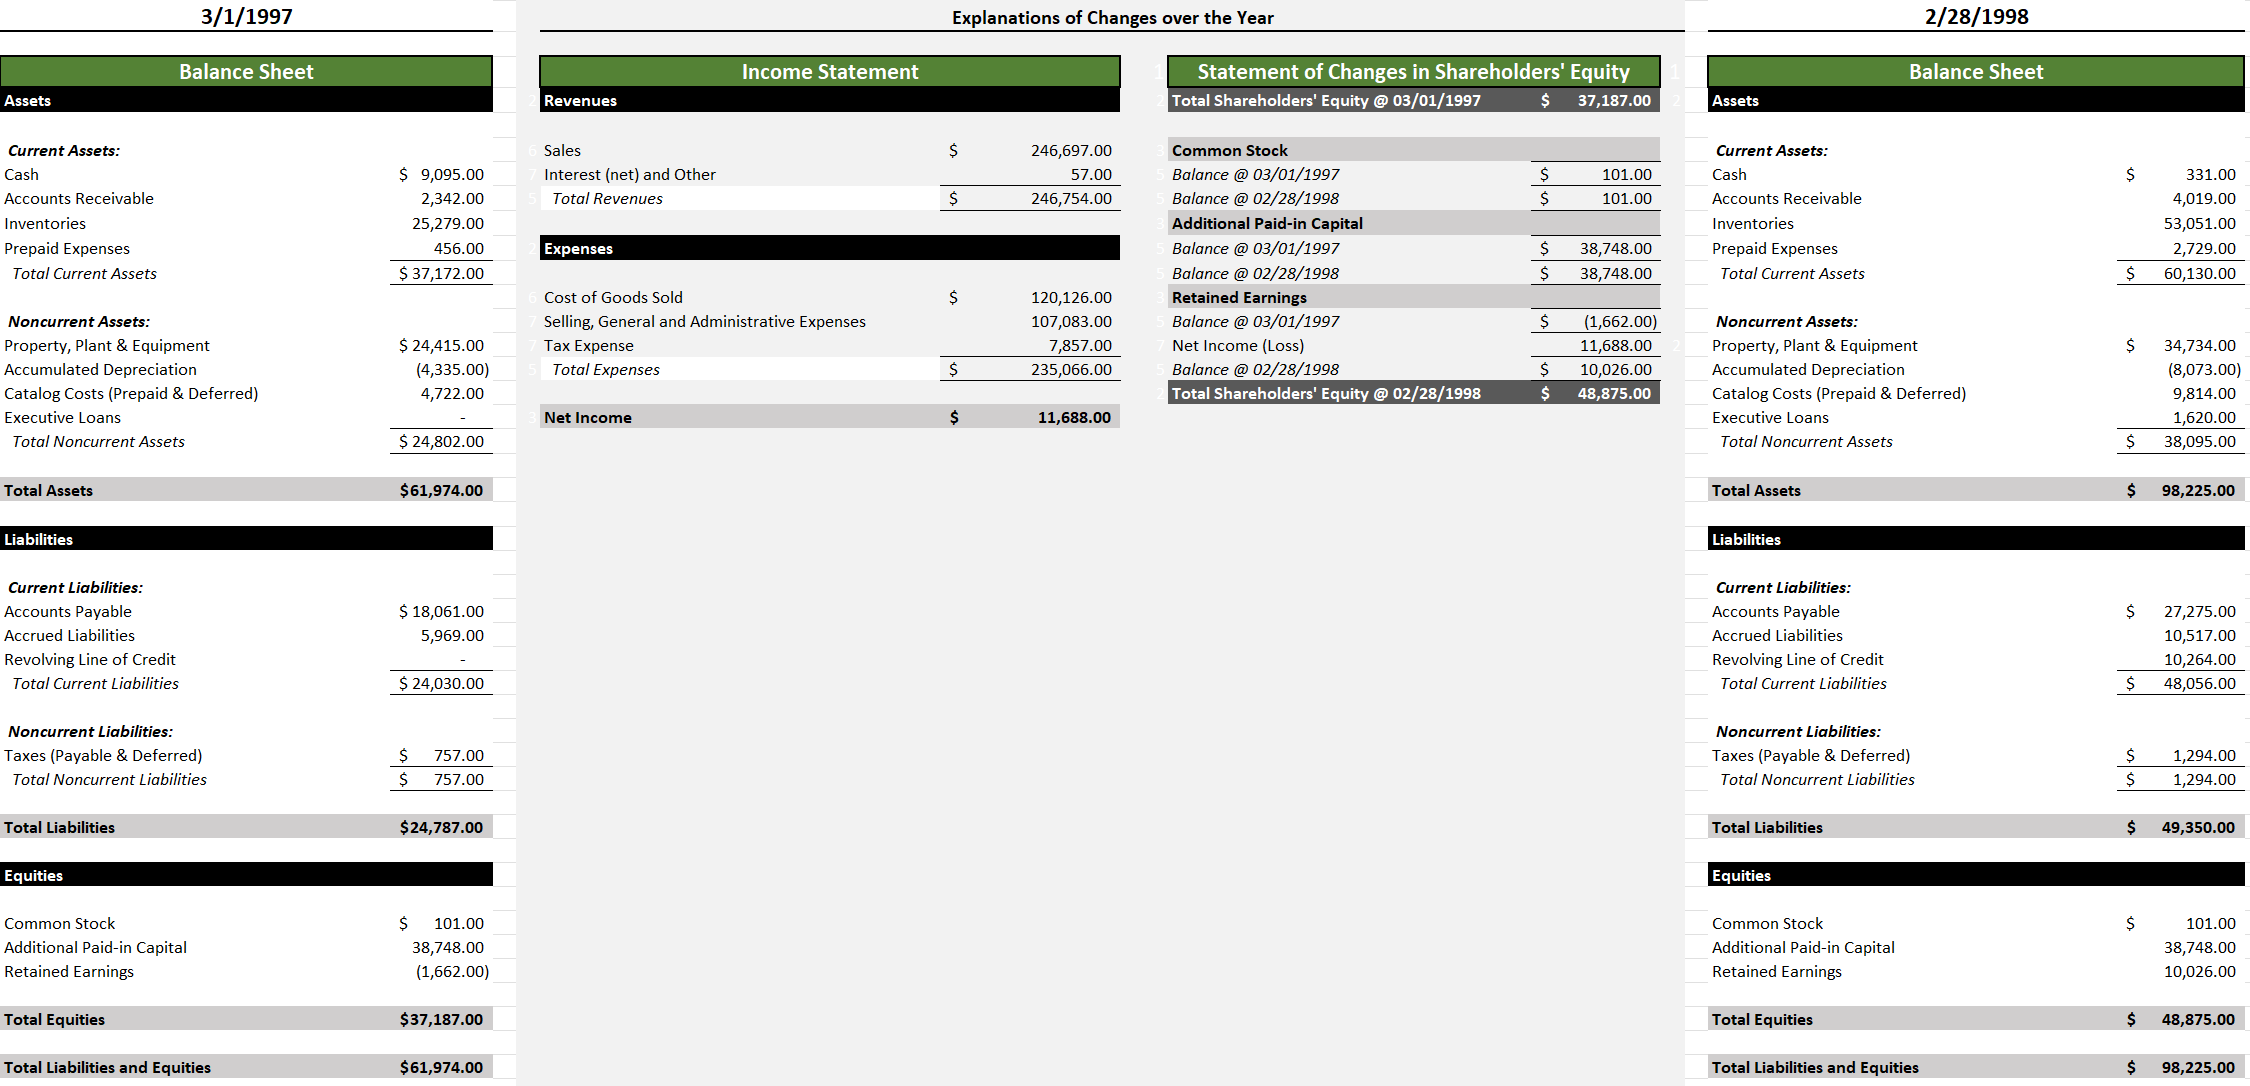 3/1/1997
Balance Sheet
Assets
Current Assets:
Cash $ 9,095.00
Accounts Receivable 2,342.00
Inventories 25,279.00
Prepaid Expenses 456.00
Total Current Assets $ 37,172.00
Noncurrent Assets:
Property, Plant & Equipment $ 24,415.00
Accumulated Depreciation (4,335.00)
Catalog Costs (Prepaid & Deferred) 4,722.00
Executive Loans -
Total Noncurrent Assets $ 24,802.00
Total Assets $61,974.00
Liabilities
Current Liabilities:
Accounts Payable $ 18,061.00
Accrued Liabilities 5,969.00
Revolving Line of Credit -
Total Current Liabilities $ 24,030.00
Noncurrent Liabilities:
Taxes (Payable & Deferred) $ 757.00
Total Noncurrent Liabilities $ 757.00
Total Liabilities $24,787.00
Equities
Common Stock $ 101.00
Additional Paid-in Capital 38,748.00
Retained Earnings (1,662.00)
Total Equities $37,187.00
Total Liabilities and Equities $61,974.00
Explanations of Changes over the Year
Income Statement
Revenues
Sales $ 246,697.00
Interest (net) and Other 57.00
Total Revenues $ 246,754.00
Expenses
Cost of Goods Sold $ 120,126.00
Selling, General and Administrative Expenses 107,083.00
Tax Expense 7,857.00
Total Expenses $ 235,066.00
Net Income $ 11,688.00
Statement of Changes in Shareholders' Equity
Total Shareholders' Equity @ 03/01/1997 $ 37,187.00
Common Stock
Balance @ 03/01/1997 $ 101.00
Balance @ 02/28/1998 $ 101.00
Additional Paid-in Capital
Balance @ 03/01/1997 $ 38,748.00
Balance @ 02/28/1998 $ 38,748.00
Retained Earnings
Balance @ 03/01/1997 $ (1,662.00)
Net Income (Loss) 11,688.00
Balance @ 02/28/1998 $ 10,026.00
Total Shareholders' Equity @ 02/28/1998 $ 48,875.00
2/28/1998
Balance Sheet
Assets
Current Assets:
Cash $ 331.00
Accounts Receivable 4,019.00
Inventories 53,051.00
Prepaid Expenses 2,729.00
Total Current Assets $ 60,130.00
Noncurrent Assets:
Property, Plant & Equipment $ 34,734.00
Accumulated Depreciation (8,073.00)
Catalog Costs (Prepaid & Deferred) 9,814.00
Executive Loans 1,620.00
Total Noncurrent Assets $ 38,095.00
Total Assets $ 98,225.00
Liabilities
Current Liabilities:
Accounts Payable $ 27,275.00
Accrued Liabilities 10,517.00
Revolving Line of Credit 10,264.00
Total Current Liabilities $ 48,056.00
Noncurrent Liabilities:
Taxes (Payable & Deferred) $ 1,294.00
Total Noncurrent Liabilities $ 1,294.00
Total Liabilities $ 49,350.00
Equities
Common Stock $ 101.00
Additional Paid-in Capital 38,748.00
Retained Earnings 10,026.00
Total Equities $ 48,875.00
Total Liabilities and Equities $ 98,225.00